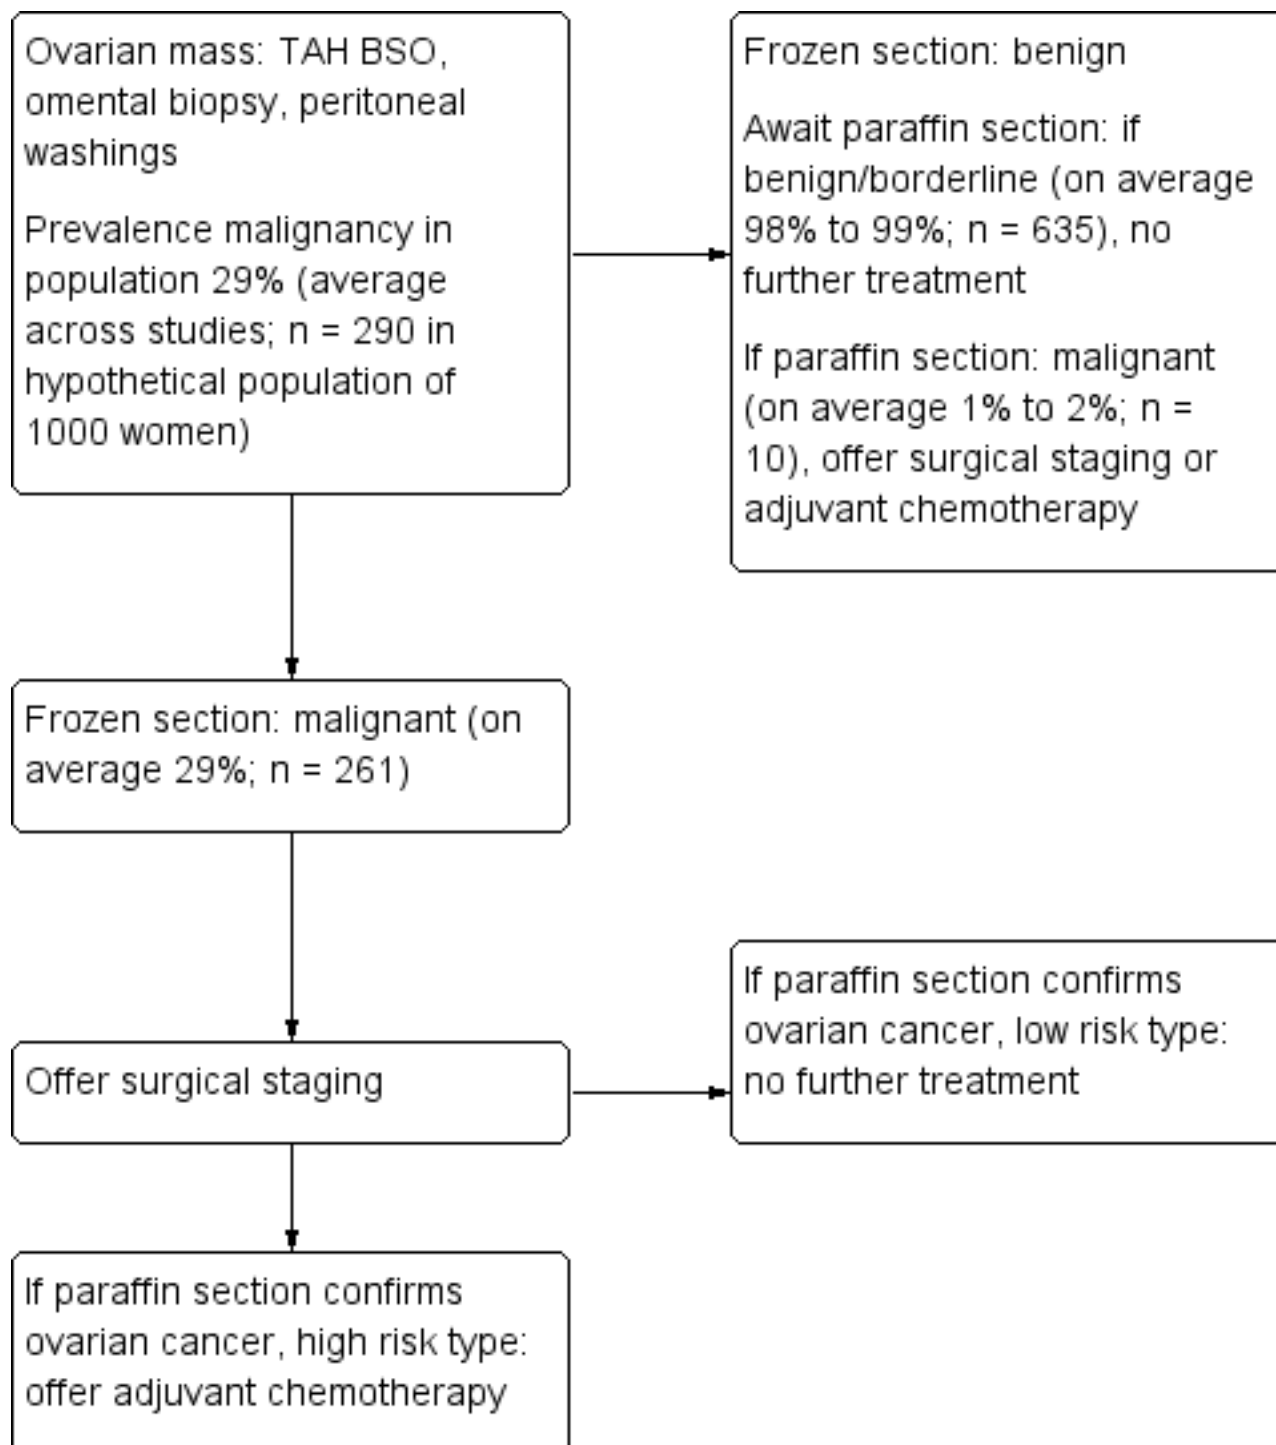 Ovarian mass: TAH BSO,
omental biopsy, peritoneal
washings
Prevalence malignancy in
population 29% (average
across studies; n = 290 in
hypothetical population of
1000 women)
Frozen section: benign
Await paraffin section: if
benign/borderline (on average
98% to 99%; n = 635), no
further treatment
If paraffin section: malignant
(on average 1% to 2%; n =
10), offer surgical staging or
adjuvant chemotherapy
Frozen section: malignant (on
average 29%; n = 261)
Offer surgical staging
If paraffin section confirms
ovarian cancer, low risk type:
no further treatment
If paraffin section confirms
ovarian cancer, high risk type:
offer adjuvant chemotherapy